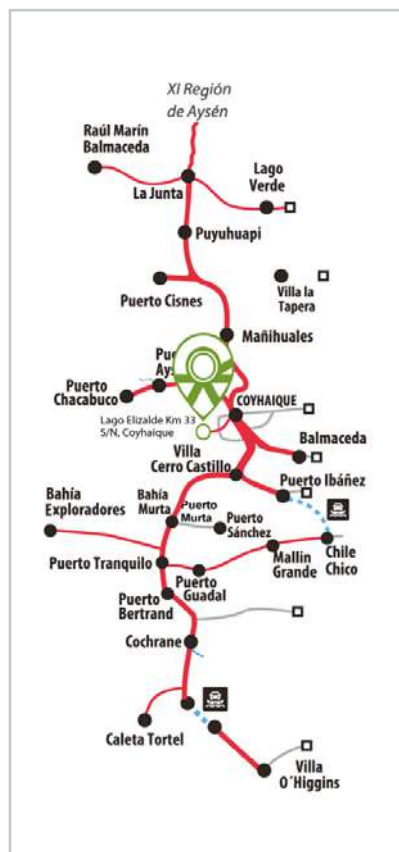 XI Región
de Aysén
Raúl Marín
Balmaceda
Lago
Verde
La Junta
Puyuhuapi
Villa la
Tapera
Puerto Cisnes
Mañihuales
Puerto
Chacabuco
COYHAIQUE
Lago Elizalde Km 33
S/N, Coyhaique
Balmaceda
Villa
Cerro Castillo
Puerto Ibáñez
Bahía
Exploradores
Bahía
Murta
Puerto
Murta
Puerto
Sánchez
Mallin
Grande
Chile
Chico
Puerto Tranquilo
Puerto
Guadal
Puerto
Bertrand
Cochrane
Caleta Tortel
Villa
O´Higgins